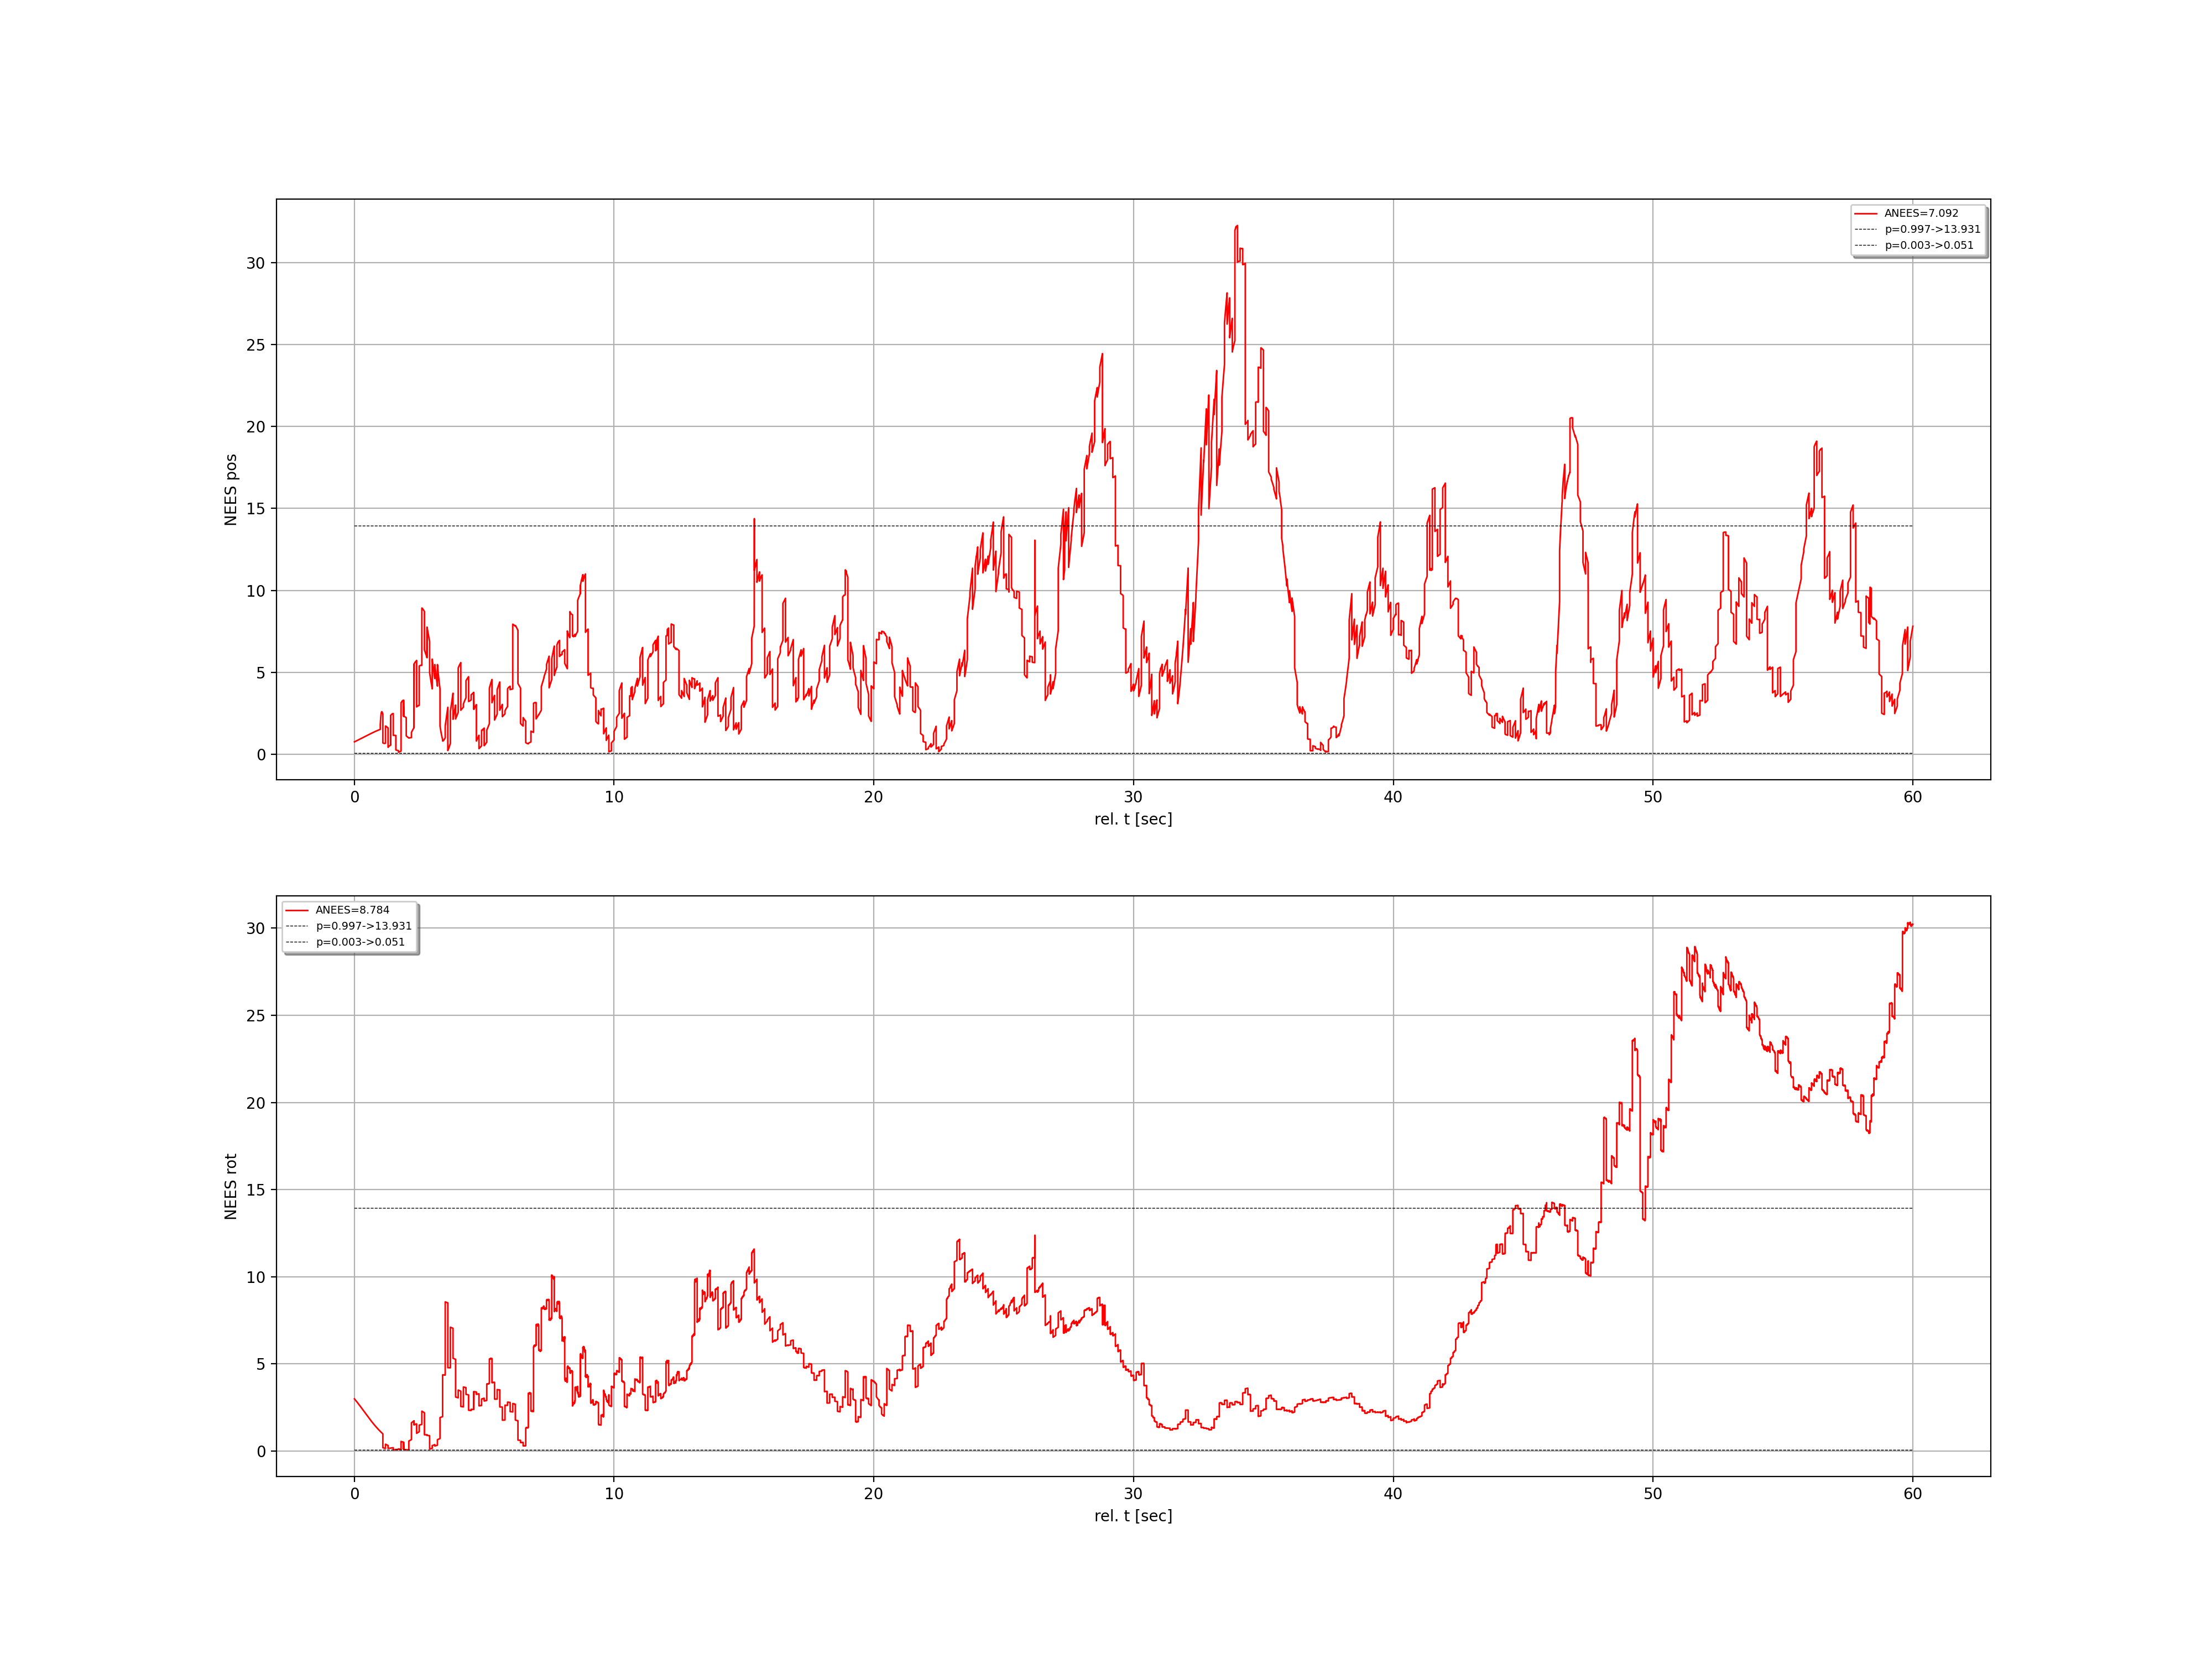 ANEES=7.092
p=0.997->13.931
p=0.003->0.051
NEES pos
30
25
20
15
10
5
0
0 10 20 30 40 50 60
rel. t [sec]
ANEES=8.784
p=0.997->13.931
p=0.003->0.051
NEES rot
30
25
20
15
10
5
0
0 10 20 30 40 50 60
rel. t [sec]